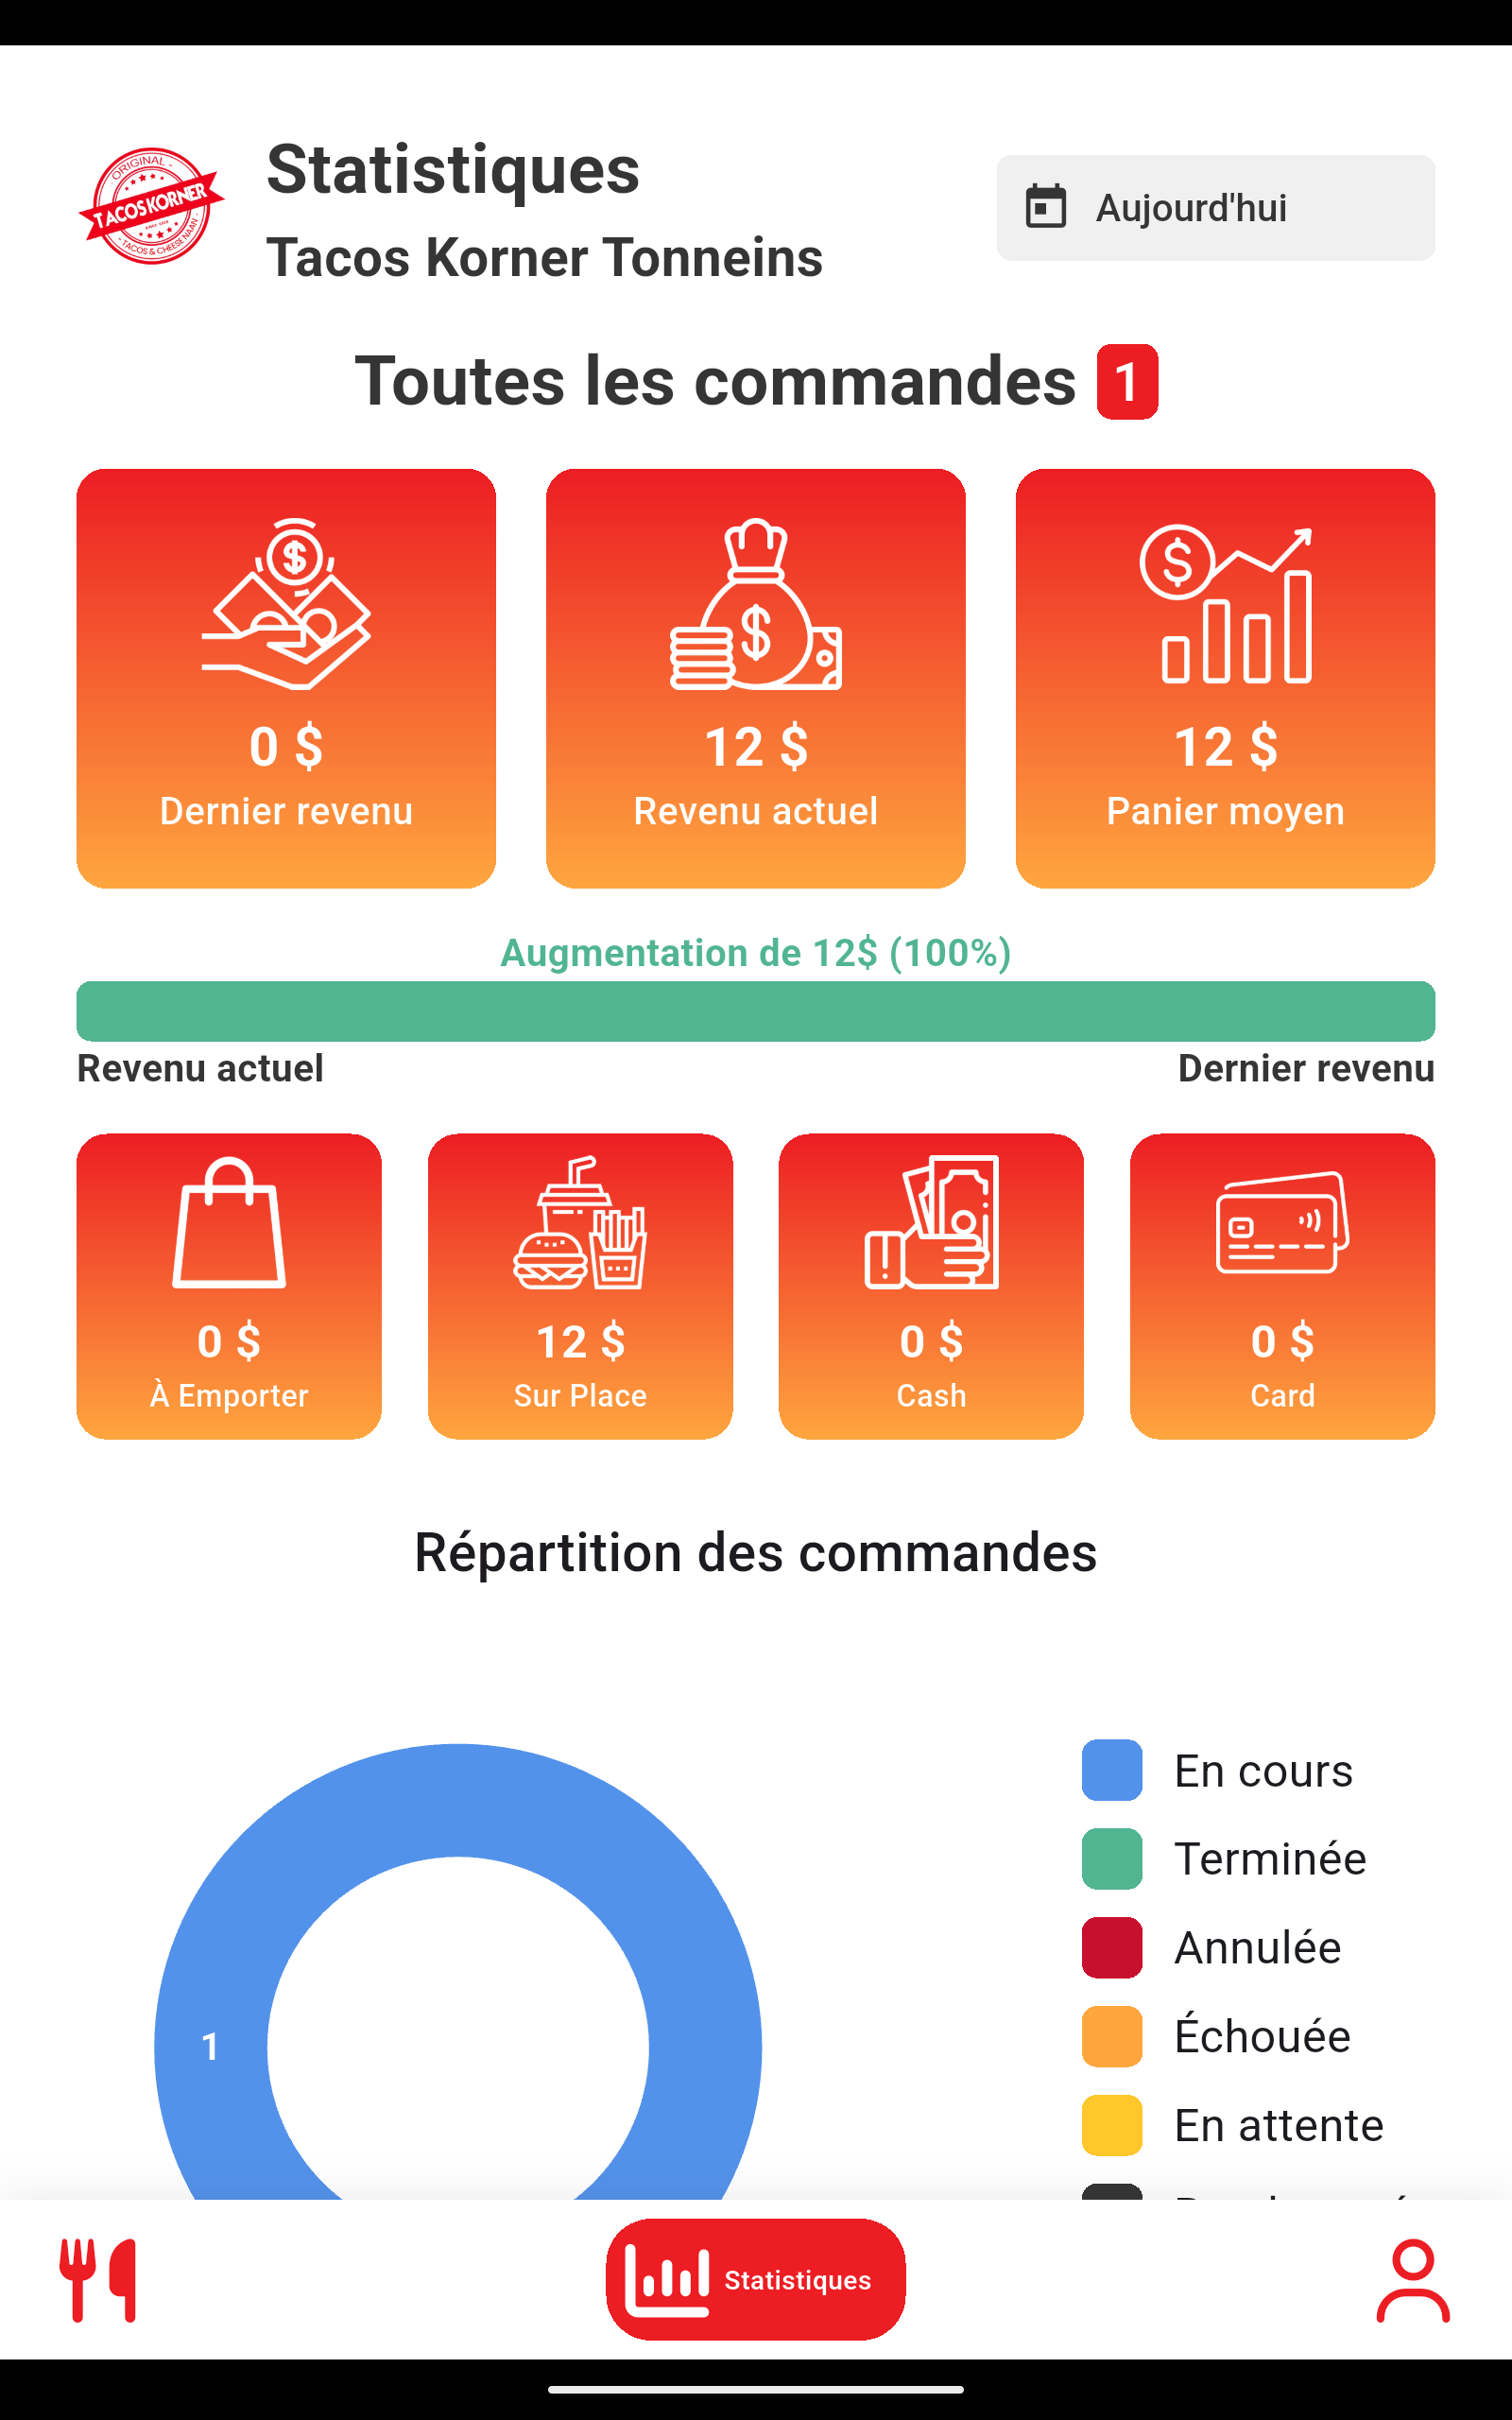 - ORIGINAL -
TACOS KORNER
- TACOS & CHEESE NAAN -
Statistiques
Tacos Korner Tonneins
Aujourd'hui
Toutes les commandes 1
0 $
Dernier revenu
12 $
Revenu actuel
12 $
Panier moyen
Augmentation de 12$ (100%)
Revenu actuel
Dernier revenu
0 $
À Emporter
12 $
Sur Place
0 $
Cash
0 $
Card
Répartition des commandes
1
En cours
Terminée
Annulée
Échouée
En attente
Statistiques